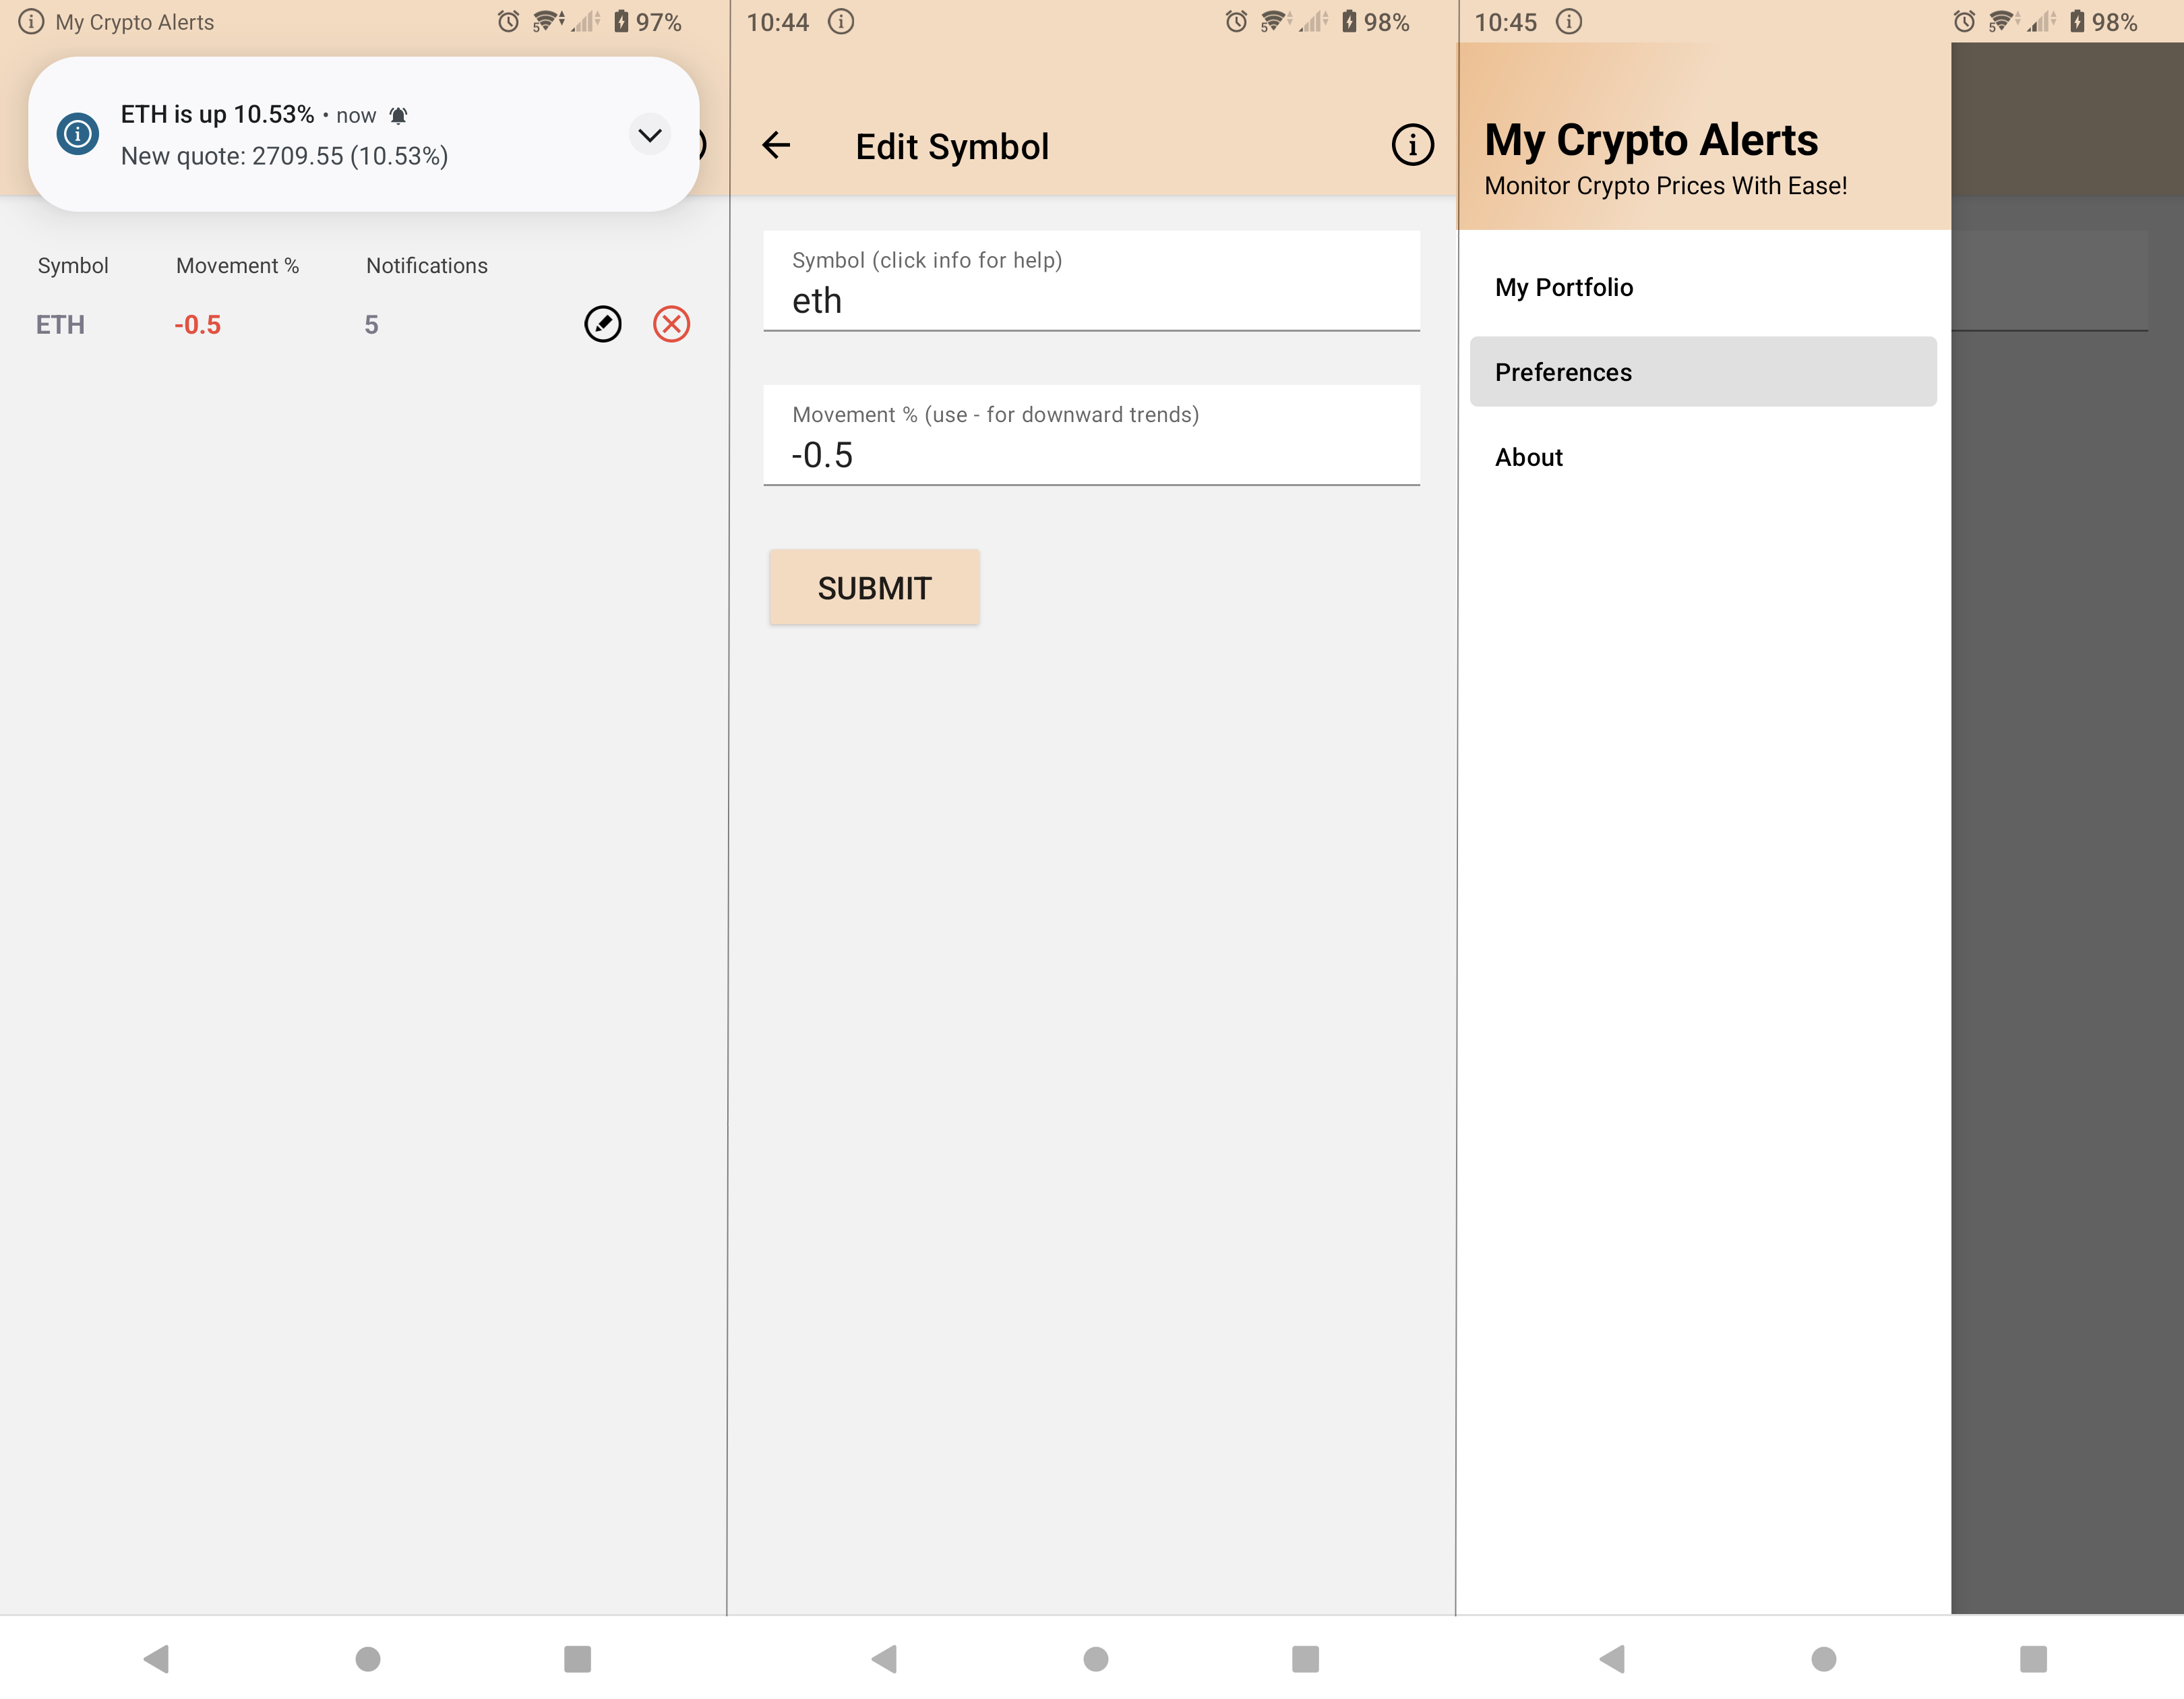 My Crypto Alerts 97%
ETH is up 10.53% • now
New quote: 2709.55 (10.53%)
Symbol Movement % Notifications
ETH -0.5 5
10:44 98%
Edit Symbol
Symbol (click info for help)
eth
Movement % (use - for downward trends)
-0.5
SUBMIT
10:45 98%
My Crypto Alerts
Monitor Crypto Prices With Ease!
My Portfolio
Preferences
About